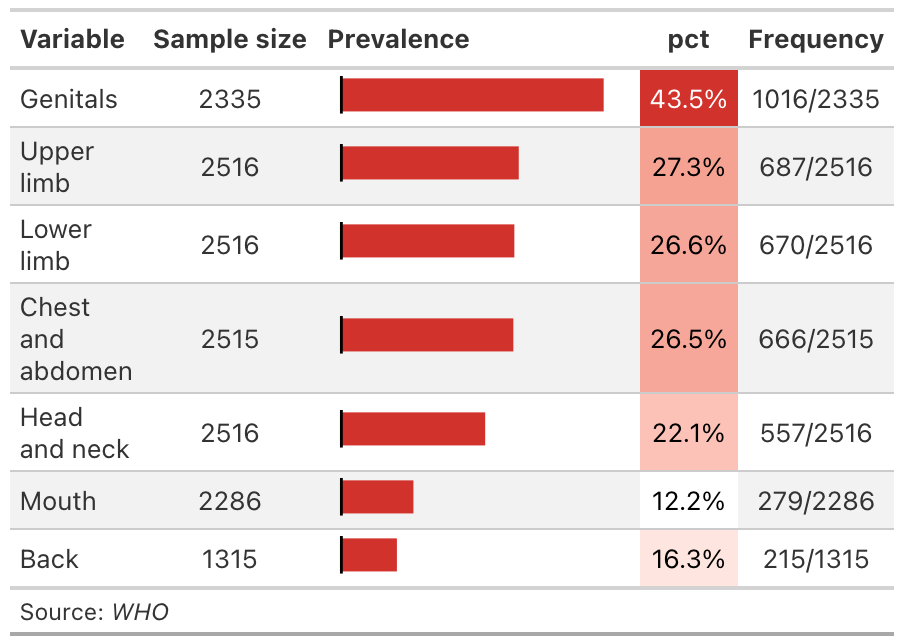 Variable Sample size Prevalence pct Frequency
Genitals 2335 43.5% 1016/2335
Upper
limb 2516 27.3% 687/2516
Lower
limb 2516 26.6% 670/2516
Chest
and 2515 26.5% 666/2515
abdomen
Head
and neck 2516 22.1% 557/2516
Mouth 2286 12.2% 279/2286
Back 1315 16.3% 215/1315
Source: WHO